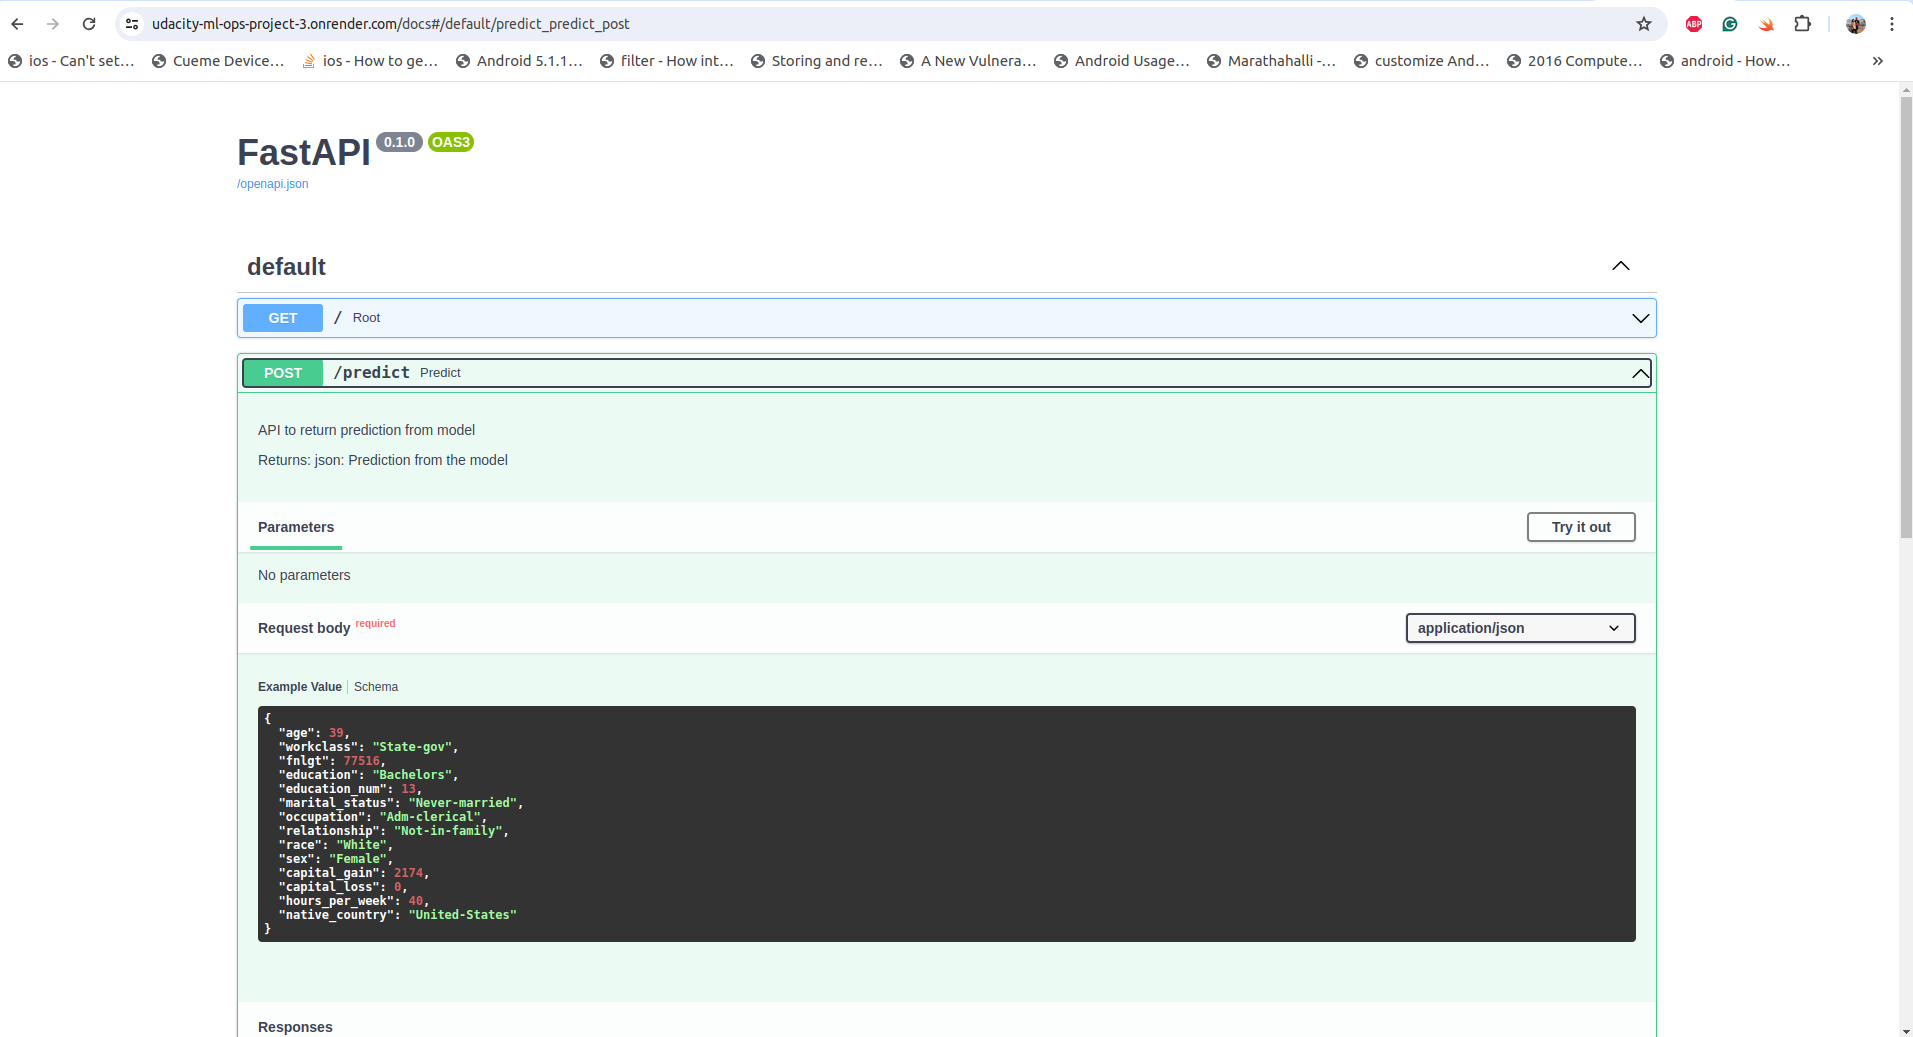 udacity-ml-ops-project-3.onrender.com/docs#/default/predict_predict_post
ABP
ios - Can't set... Cueme Device... ios - How to ge... Android 5.1.1... filter - How int... Storing and re... A New Vulnera... Android Usage... Marathahalli -... customize And... 2016 Compute... android - How... »
FastAPI 0.1.0 OAS3
/openapi.json
default
GET / Root
POST /predict Predict
API to return prediction from model
Returns: json: Prediction from the model
Parameters Try it out
No parameters
Request body required application/json
Example Value Schema
{
"age": 39,
"workclass": "State-gov",
"fnlgt": 77516,
"education": "Bachelors",
"education_num": 13,
"marital_status": "Never-married",
"occupation": "Adm-clerical",
"relationship": "Not-in-family",
"race": "White",
"sex": "Female",
"capital_gain": 2174,
"capital_loss": 0,
"hours_per_week": 40,
"native_country": "United-States"
}
Responses